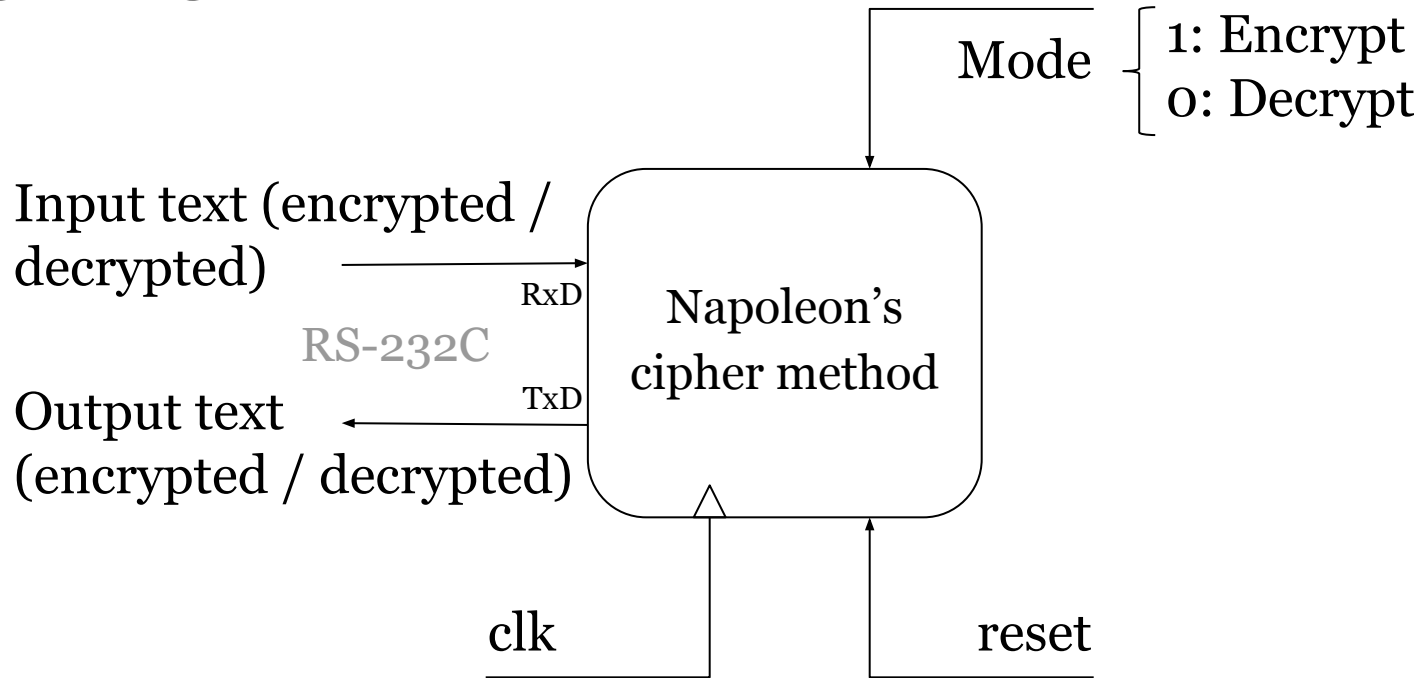 Mode
1: Encrypt
0: Decrypt
Input text (encrypted /
decrypted)
RxD
RS-232C
TxD
Output text
(encrypted / decrypted)
Napoleon’s
cipher method
clk
reset